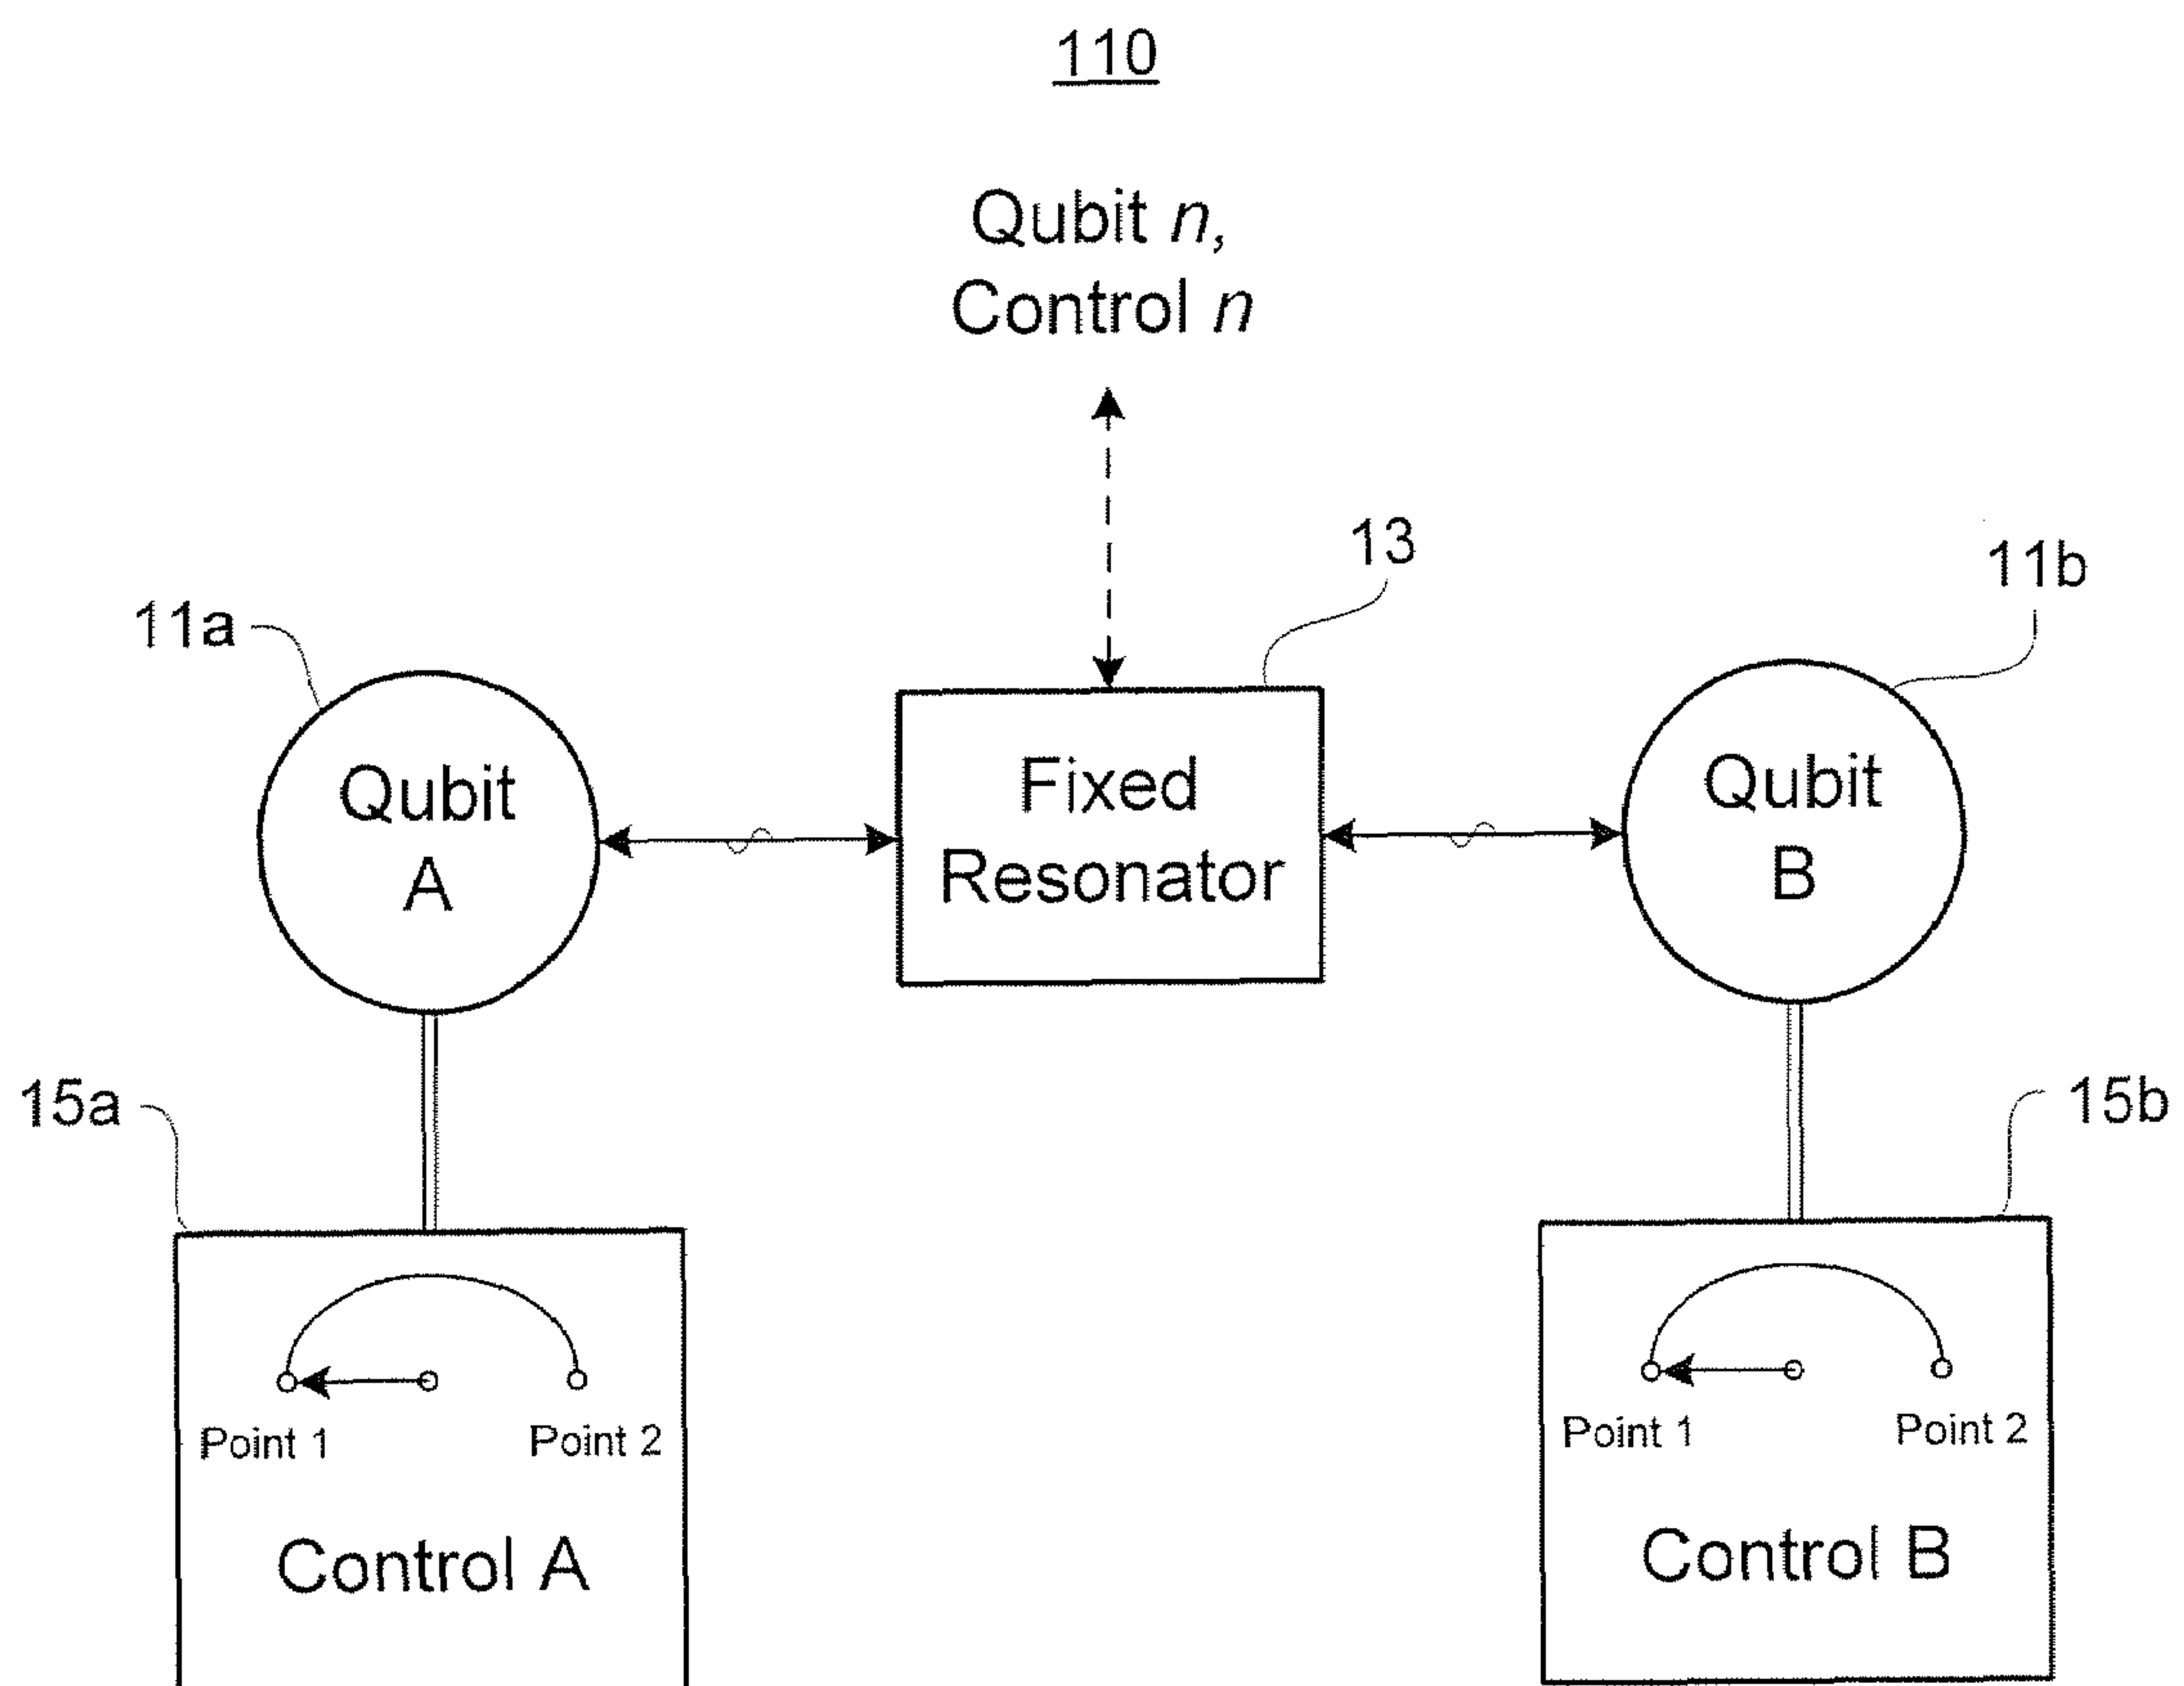 110
Qubit n,
Control n
13
11b
11a
Qubit
A
Fixed
Resonator
Qubit
B
15a
15b
Point 1
Point 2
Control A
Point 1
Point 2
Control B